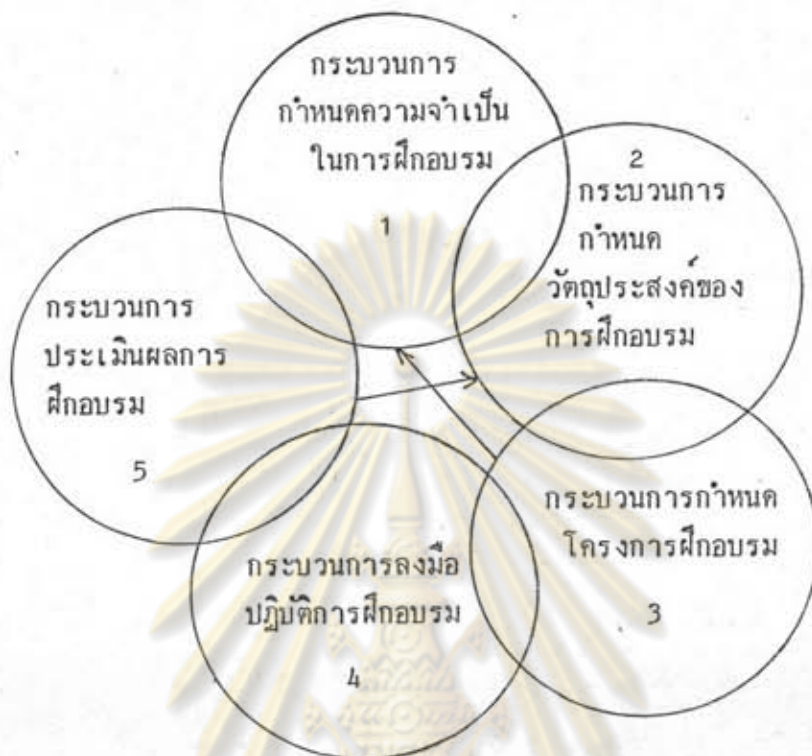 กระบวนการ
กำหนดความจำเป็น
ในการฝึกอบรม
1
2
กระบวนการ
กำหนด
วัตถุประสงค์ของ
การฝึกอบรม
กระบวนการกำหนด
โครงการฝึกอบรม
3
กระบวนการลงมือ
ปฏิบัติการฝึกอบรม
4
กระบวนการ
ประเมินผลการ
ฝึกอบรม
5